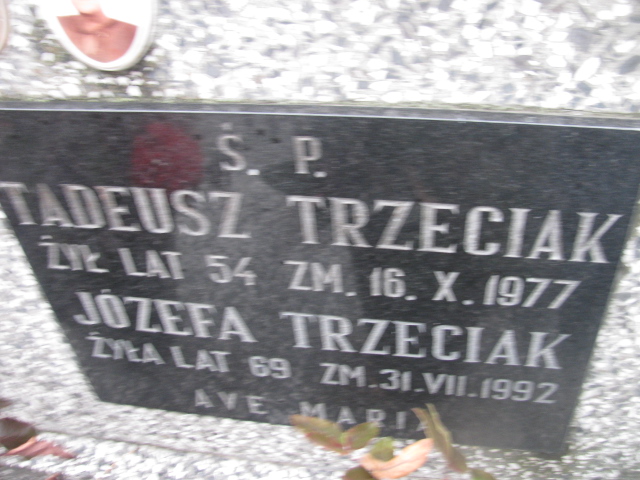 Ś. P.
TADEUSZ TRZECIAK
ŻYŁ LAT 54 ZM. 16. X. 1977
JÓZEFA TRZECIAK
ŻYŁA LAT 69 ZM. 31. VII. 1992
AVE MARIA